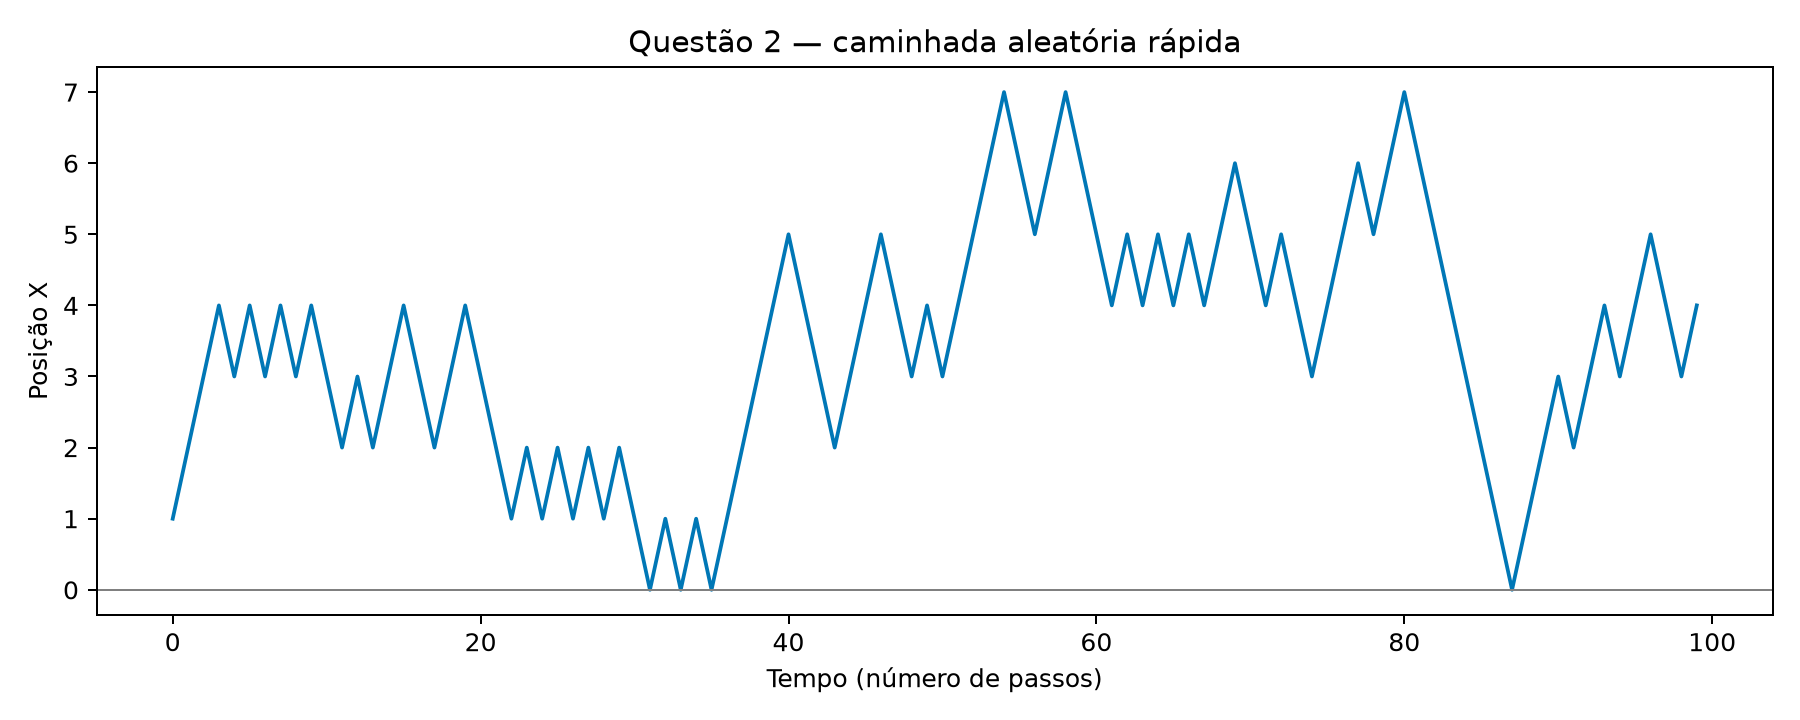 Questão 2 — caminhada aleatória rápida
7
6
5
4
3
2
1
0
Posição X
0 20 40 60 80 100
Tempo (número de passos)